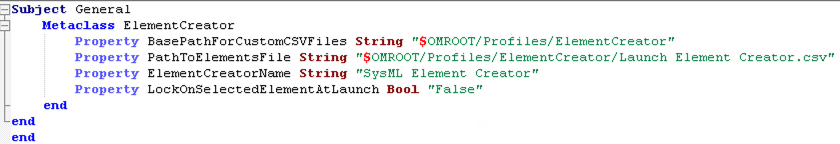 Subject General
Metaclass ElementCreator
Property BasePathForCustomCSVFiles String "$OMROOT/Profiles/ElementCreator"
Property PathToElementsFile String "$OMROOT/Profiles/ElementCreator/Launch Element Creator.csv"
Property ElementCreatorName String "SysML Element Creator"
Property LockOnSelectedElementAtLaunch Bool "False"
end
end
end